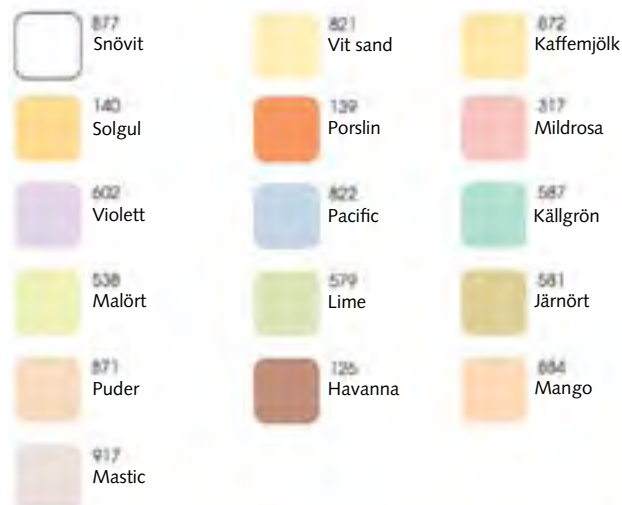 877
Snövit
821
Vit sand
872
Kaffemjölk
140
Solgul
139
Porslin
317
Mildrosa
602
Violett
822
Pacific
587
Källgrön
538
Malört
579
Lime
581
Järnört
871
Puder
125
Havanna
884
Mango
917
Mastic